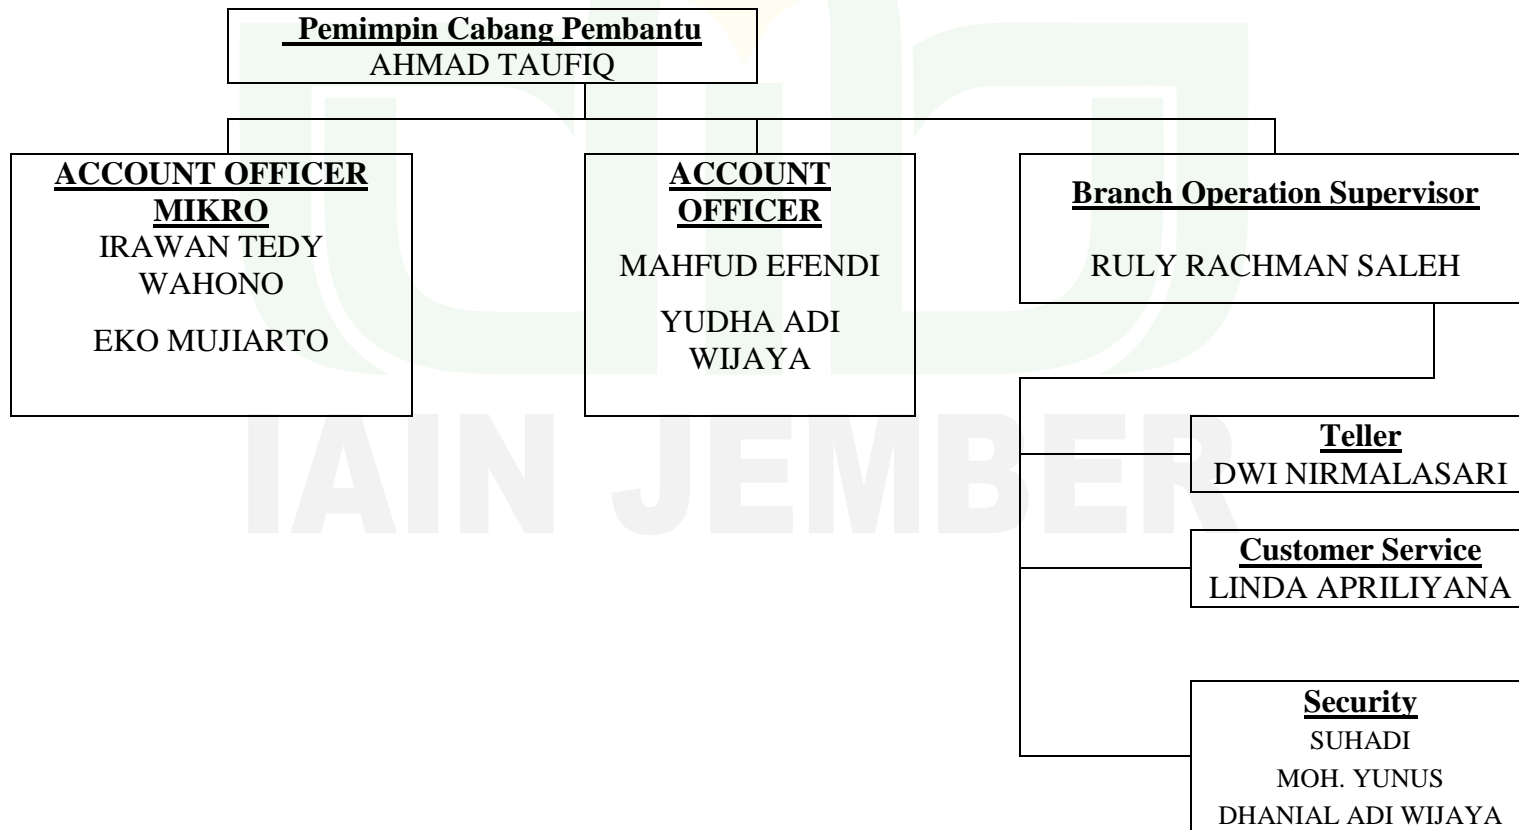 Pemimpin Cabang Pembantu
AHMAD TAUFIQ
ACCOUNT OFFICER
MIKRO
IRAWAN TEDY
WAHONO
EKO MUJIARTO
ACCOUNT
OFFICER
MAHFUD EFENDI
YUDHA ADI
WIJAYA
Branch Operation Supervisor
RULY RACHMAN SALEH
Teller
DWI NIRMALASARI
Customer Service
LINDA APRILIYANA
Security
SUHADI
MOH. YUNUS
DHANIAL ADI WIJAYA
IAIN JEMBER